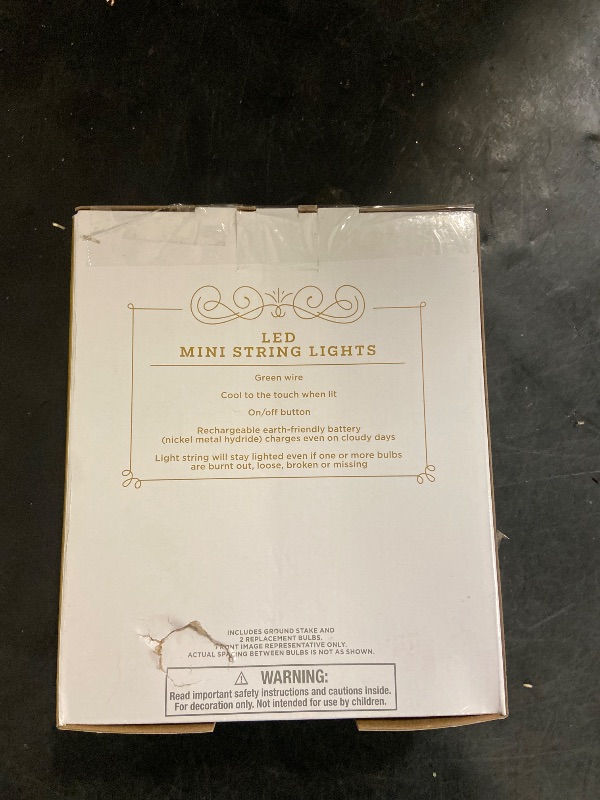 LED
MINI STRING LIGHTS
Green wire
Cool to the touch when lit
On/off button
Rechargeable earth-friendly battery
(nickel metal hydride) charges even on cloudy days
Light string will stay lighted even if one or more bulbs
are burnt out, loose, broken or missing
INCLUDES GROUND STAKE AND
2 REPLACEMENT BULBS.
FRONT IMAGE REPRESENTATIVE ONLY.
ACTUAL SPACING BETWEEN BULBS IS NOT AS SHOWN.
⚠ WARNING:
Read important safety instructions and cautions inside.
For decoration only. Not intended for use by children.